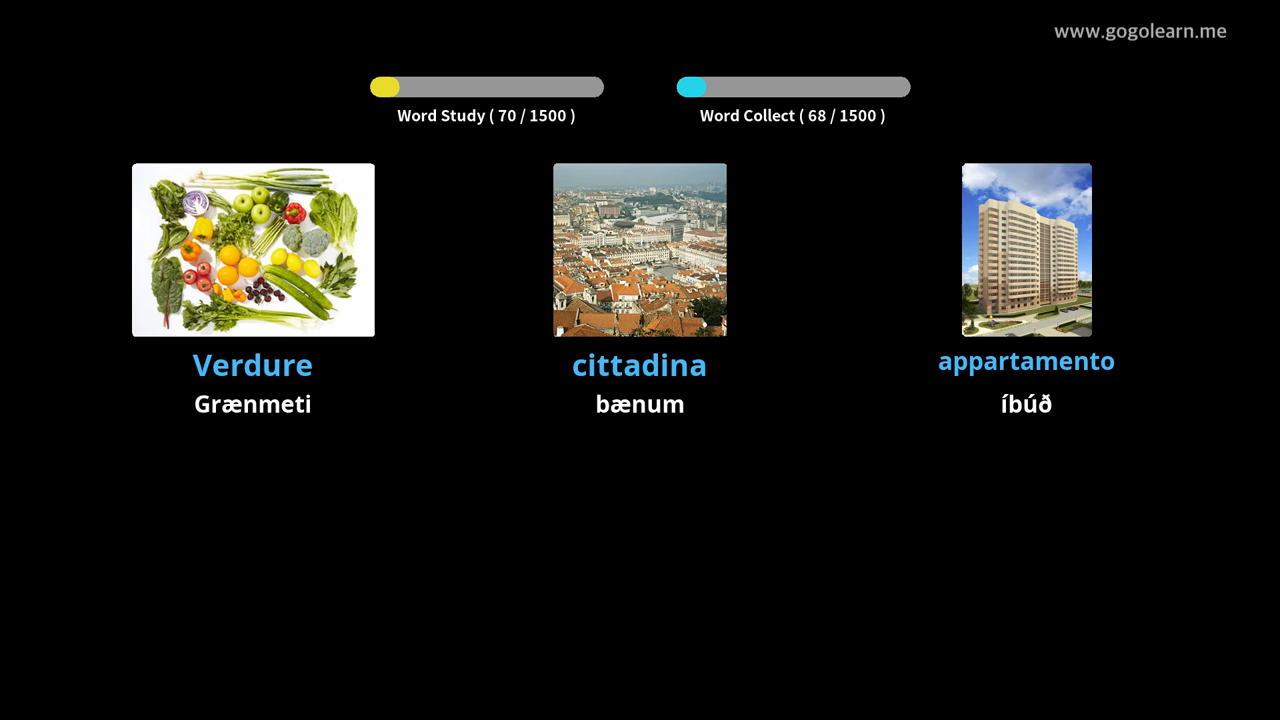 www.gogolearn.me
Word Study ( 70 / 1500 )
Word Collect ( 68 / 1500 )
Verdure
cittadina
appartamento
Grænmeti
bænum
íbúð